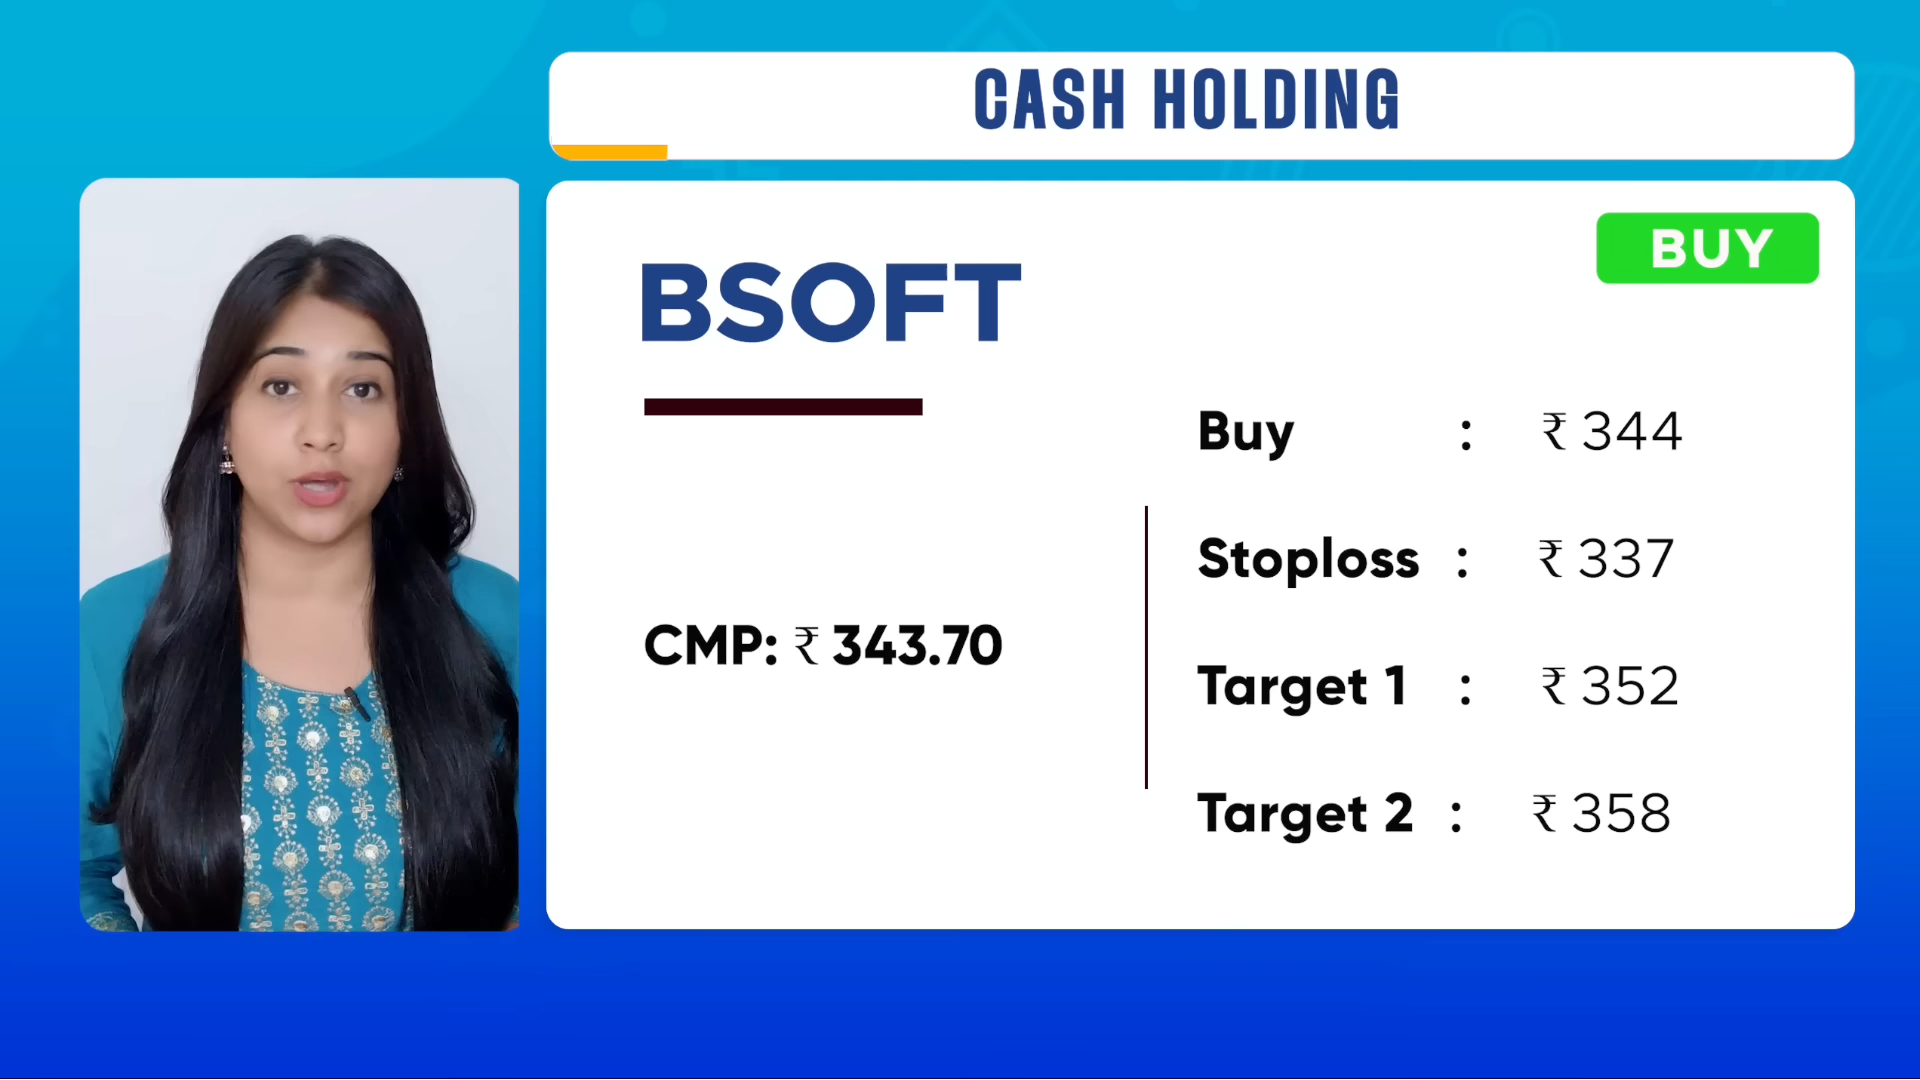 CASH HOLDING
BUY
BSOFT
CMP: ₹ 343.70
Buy : ₹ 344
Stoploss : ₹ 337
Target 1 : ₹ 352
Target 2 : ₹ 358